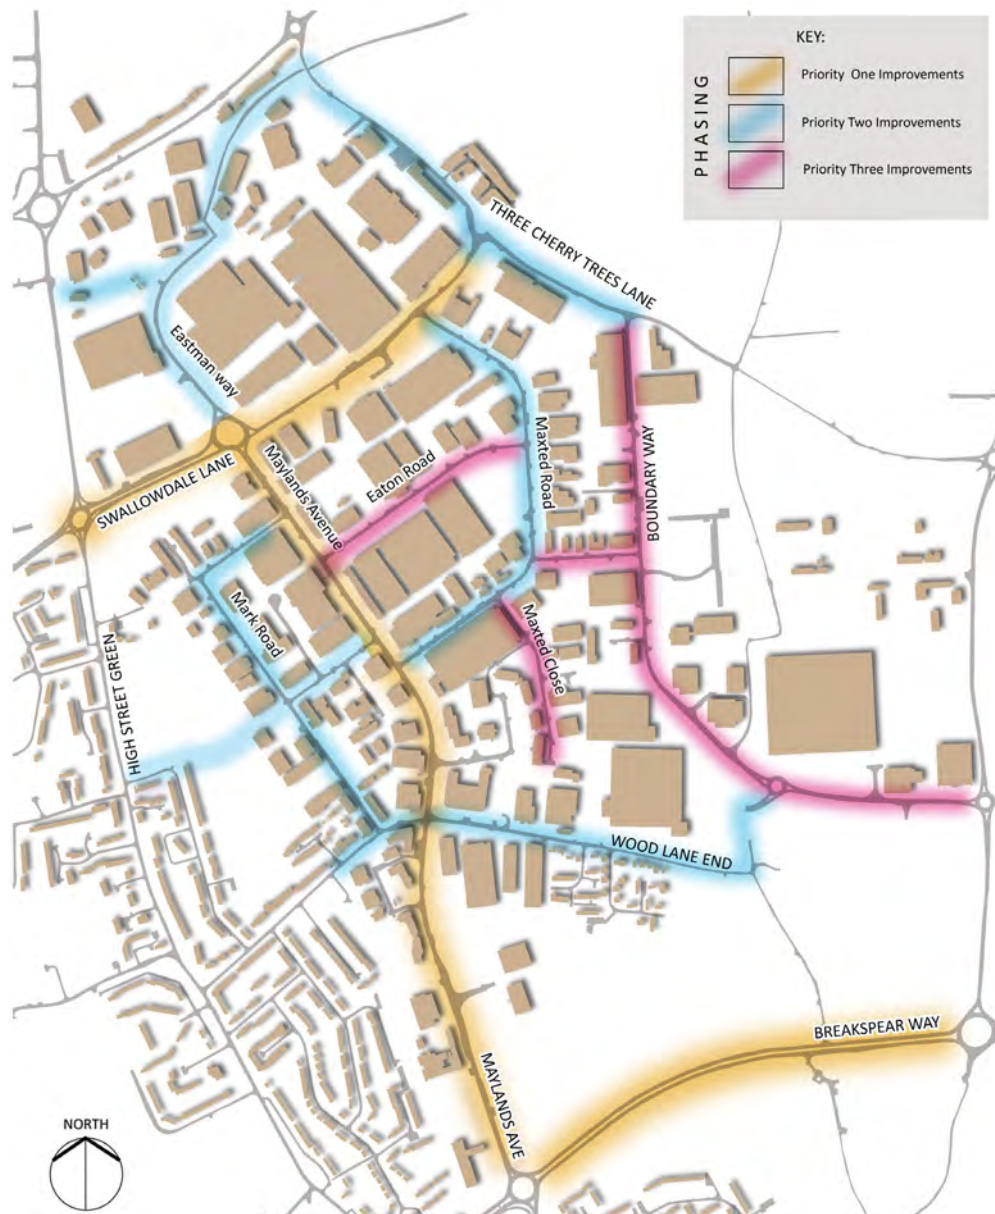 KEY:
PHASING
Priority One Improvements
Priority Two Improvements
Priority Three Improvements
THREE CHERRY TREES LANE
Eastman way
SWALLOWDALE LANE
Maylands Avenue
Eaton Road
Maxted Road
BOUNDARY WAY
Mark Road
Maxted Close
HIGH STREET GREEN
WOOD LANE END
BREAKSPEAR WAY
MAYLANDS AVE
NORTH